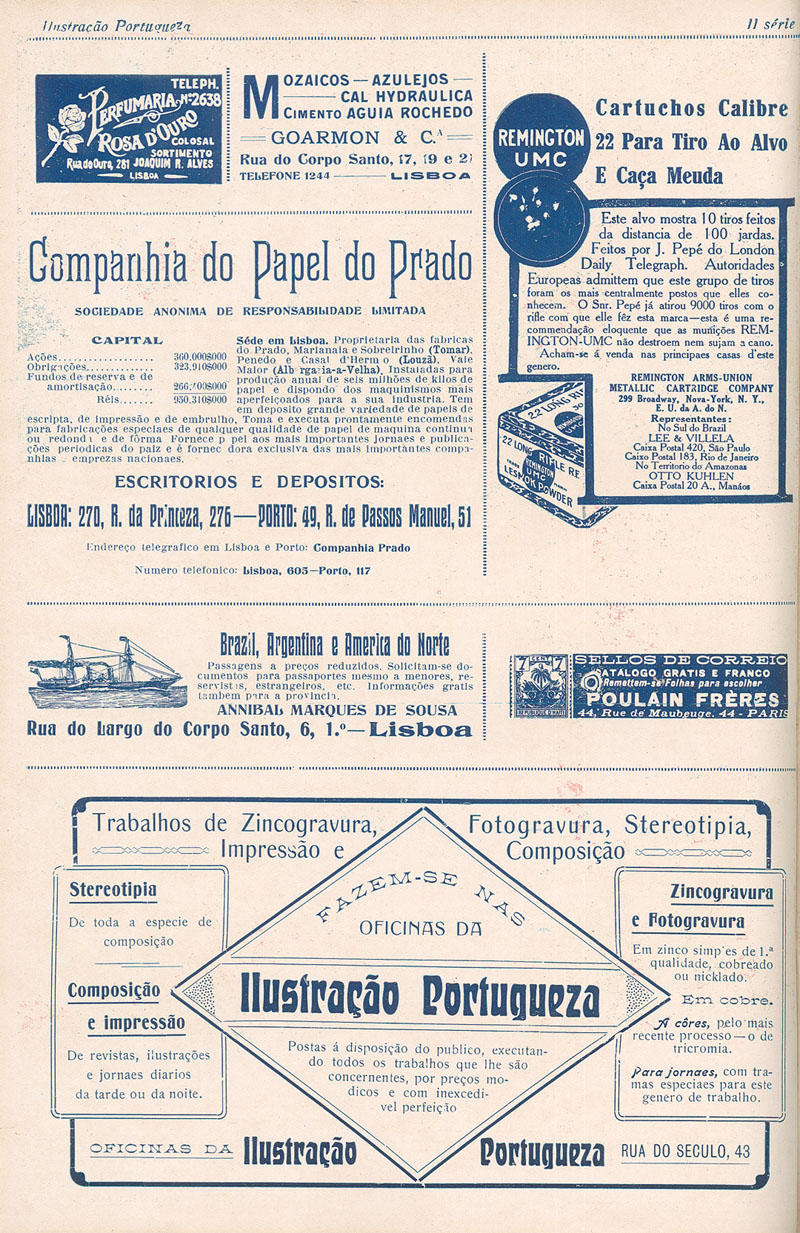 Ilustração Portugueza
II série
TELEPH.
Nº 2638
PERFUMARIA
ROSA D'OURO
COLOSAL
SORTIMENTO
Rua do Ouro, 281 JOAQUIM R. ALVES
LISBOA
MOZAICOS — AZULEJOS —
CAL HYDRAULICA
CIMENTO AGUIA ROCHEDO
GOARMON & C.ᴬ
Rua do Corpo Santo, 17, 19 e 21
TELEFONE 1244 ——— LISBOA
Companhia do Papel do Prado
SOCIEDADE ANONIMA DE RESPONSABILIDADE LIMITADA
CAPITAL
Ações................... 360.000$000
Obrigações............. 323.910$000
Fundos de reserva e de
amortisação........ 266.400$000
Réis........... 950.310$000
Séde em Lisboa. Proprietaria das fabricas
do Prado, Marianaia e Sobreirinho (Tomar),
Penedo e Casal d'Hermio (Louzã), Vale
Maior (Albergaria-a-Velha), Instaladas para
produção anual de seis milhões de kilos de
papel e dispondo dos maquinismos mais
aperfeiçoados para a sua industria. Tem
em deposito grande variedade de papeis de
escripta, de impressão e de embrulho, Toma e executa prontamente encomendas
para fabricações especiaes de qualquer qualidade de papel de maquina continua
ou redonda e de fôrma Fornece papel aos mais importantes jornaes e publica-
ções periodicas do paiz e é fornecedora exclusiva das mais importantes compa-
nhias e emprezas nacionaes.
ESCRITORIOS E DEPOSITOS:
LISBOA: 270, R. da Princeza, 276 — PORTO: 49, R. de Passos Manuel, 51
Endereço telegrafico em Lisboa e Porto: Companhia Prado
Numero telefonico: Lisboa, 605—Porto, 117
REMINGTON
UMC
Cartuchos Calibre
22 Para Tiro Ao Alvo
E Caça Meuda
Este alvo mostra 10 tiros feitos
da distancia de 100 jardas.
Feitos por J. Pepé do London
Daily Telegraph. Autoridades
Europeas admittem que este grupo de tiros
foram os mais centralmente postos que elles co-
nhecem. O Snr. Pepé já atirou 9000 tiros com o
rifle com que elle fêz esta marca—esta é uma re-
commendação eloquente que as munições REM-
INGTON-UMC não destroem nem sujam o cano.
Acham-se á venda nas principaes casas d'este
genero.
REMINGTON ARMS-UNION
METALLIC CARTRIDGE COMPANY
299 Broadway, Nova-York, N. Y.,
E. U. da A. do N.
Representantes:
No Sul do Brazil
LEE & VILLELA
Caixa Postal 420, São Paulo
Caixo Postal 183, Rio de Janeiro
No Territorio do Amazonas
OTTO KUHLEN
Caixa Postal 20 A., Manáos
22 LONG RIFLE
22 LONG RIFLE RE
REMINGTON
UMC
LESMOK POWDER
Brazil, Argentina e America do Norte
Passagens a preços reduzidos. Solicitam-se do-
cumentos para passaportes mesmo a menores, re-
servistas, estrangeiros, etc. Informações gratis
tambem para a provincia.
ANNIBAL MARQUES DE SOUSA
Rua do Largo do Corpo Santo, 6, 1.º—Lisboa
7 CENT 7
SELLOS DE CORREIO
CATÁLOGO GRATIS E FRANCO
Remettem-se Folhas para escolher
POULAIN FRÈRES
44, Rue de Maubeuge, 44 - PARIS
Trabalhos de Zincogravura,
Impressão e
Fotogravura, Stereotipia,
Composição
FAZEM-SE NAS
OFICINAS DA
Ilustração Portugueza
Postas á disposição do publico, executan-
do todos os trabalhos que lhe são
concernentes, por preços mo-
dicos e com inexcedi-
vel perfeição
Stereotipia
De toda a especie de
composição
Composição
e impressão
De revistas, ilustrações
e jornaes diarios
da tarde ou da noite.
Zincogravura
e Fotogravura
Em zinco simples de 1.ª
qualidade, cobreado
ou nicklado.
Em cobre.
A côres, pelo mais
recente processo—o de
tricromia.
Para jornaes, com tra-
mas especiaes para este
genero de trabalho.
OFICINAS DA Ilustração Portugueza RUA DO SECULO, 43